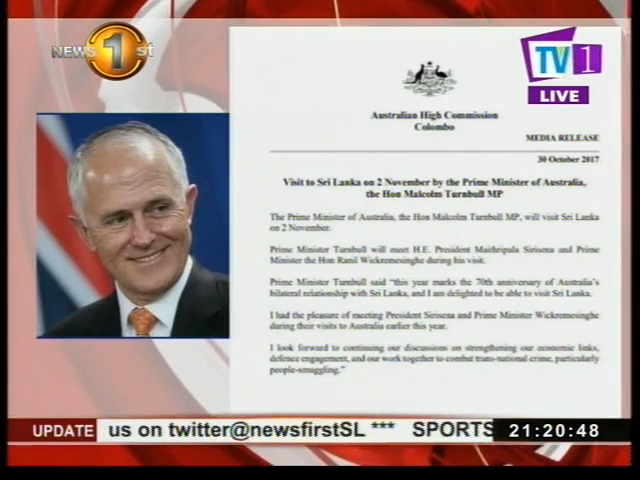 NEWS 1st
TV1
LIVE
Australian High Commission
Colombo
MEDIA RELEASE
30 October 2017
Visit to Sri Lanka on 2 November by the Prime Minister of Australia,
the Hon Malcolm Turnbull MP
The Prime Minister of Australia, the Hon Malcolm Turnbull MP, will visit Sri Lanka
on 2 November.
Prime Minister Turnbull will meet H.E. President Maithripala Sirisena and Prime
Minister the Hon Ranil Wickremesinghe during his visit.
Prime Minister Turnbull said “this year marks the 70th anniversary of Australia's
bilateral relationship with Sri Lanka, and I am delighted to be able to visit Sri Lanka.
I had the pleasure of meeting President Sirisena and Prime Minister Wickremesinghe
during their visits to Australia earlier this year.
I look forward to continuing our discussions on strengthening our economic links,
defence engagement, and our work together to combat trans-national crime, particularly
people-smuggling.”
UPDATE us on twitter@newsfirstSL *** SPORTS 21:20:48